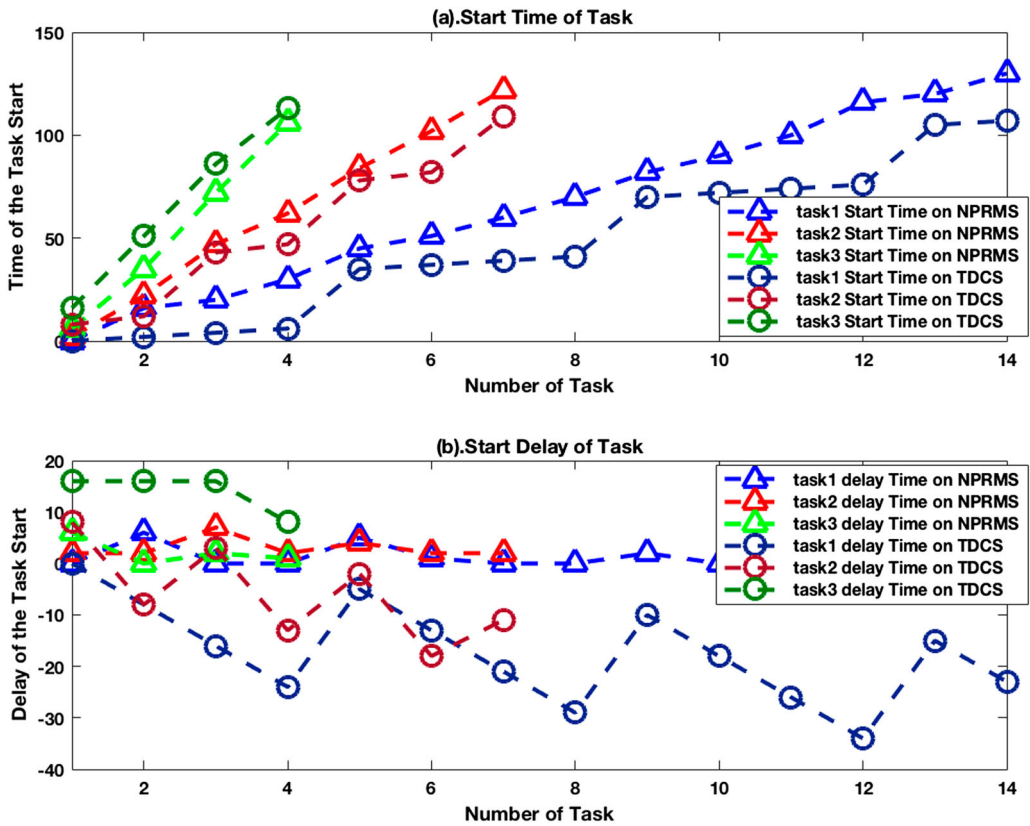 (a).Start Time of Task
150
100
50
0
Time of the Task Start
2 4 6 8 10 12 14
Number of Task
task1 Start Time on NPRMS
task2 Start Time on NPRMS
task3 Start Time on NPRMS
task1 Start Time on TDCS
task2 Start Time on TDCS
task3 Start Time on TDCS
(b).Start Delay of Task
20
10
0
-10
-20
-30
-40
Delay of the Task Start
2 4 6 8 10 12 14
Number of Task
task1 delay Time on NPRMS
task2 delay Time on NPRMS
task3 delay Time on NPRMS
task1 delay Time on TDCS
task2 delay Time on TDCS
task3 delay Time on TDCS